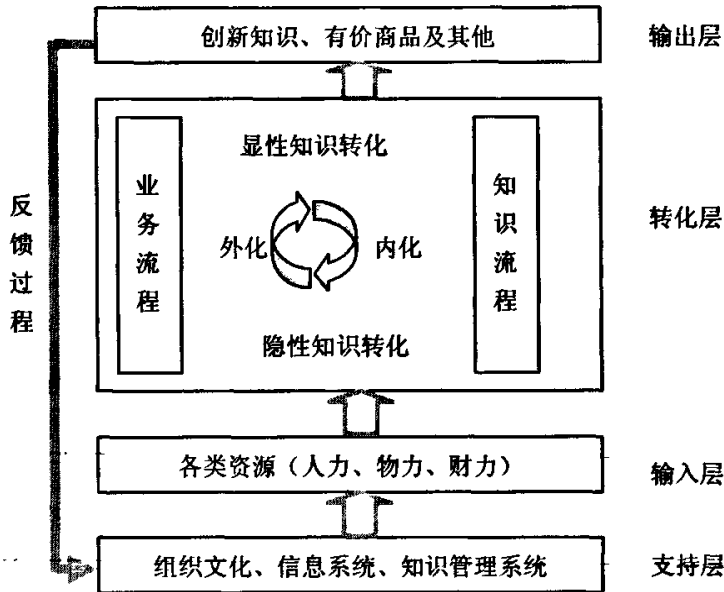 创新知识、有价商品及其他
输出层
显性知识转化
业务流程
知识流程
外化
内化
隐性知识转化
转化层
反馈过程
各类资源（人力、物力、财力）
输入层
组织文化、信息系统、知识管理系统
支持层